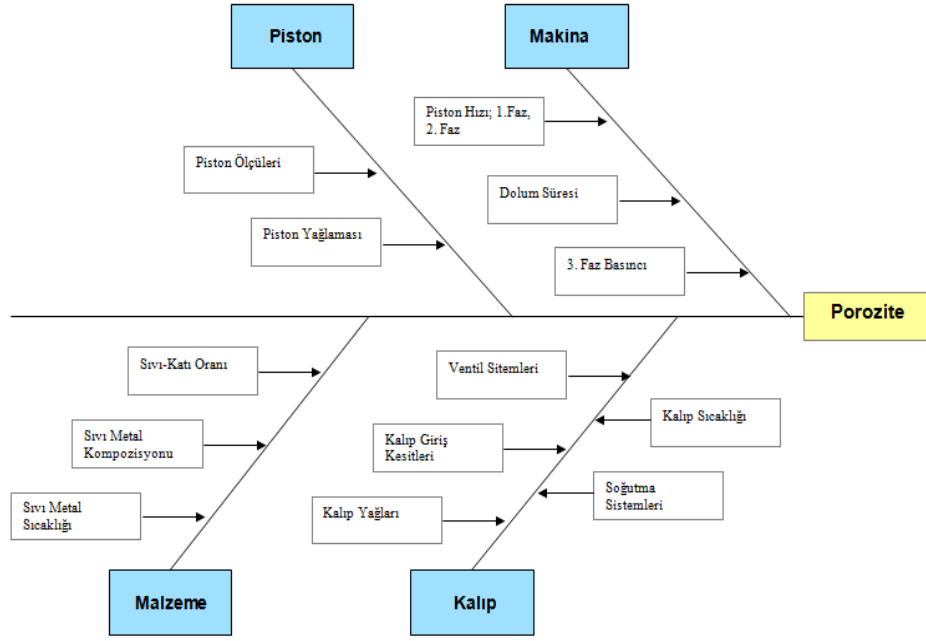 Piston
Makina
Piston Hızı; 1.Faz,
2. Faz
Piston Ölçüleri
Dolum Süresi
Piston Yağlaması
3. Faz Basıncı
Porozite
Sıvı-Katı Oranı
Ventil Sitemleri
Kalıp Sıcaklığı
Sıvı Metal
Kompozisyonu
Kalıp Giriş
Kesitleri
Sıvı Metal
Sıcaklığı
Kalıp Yağları
Soğutma
Sistemleri
Malzeme
Kalıp